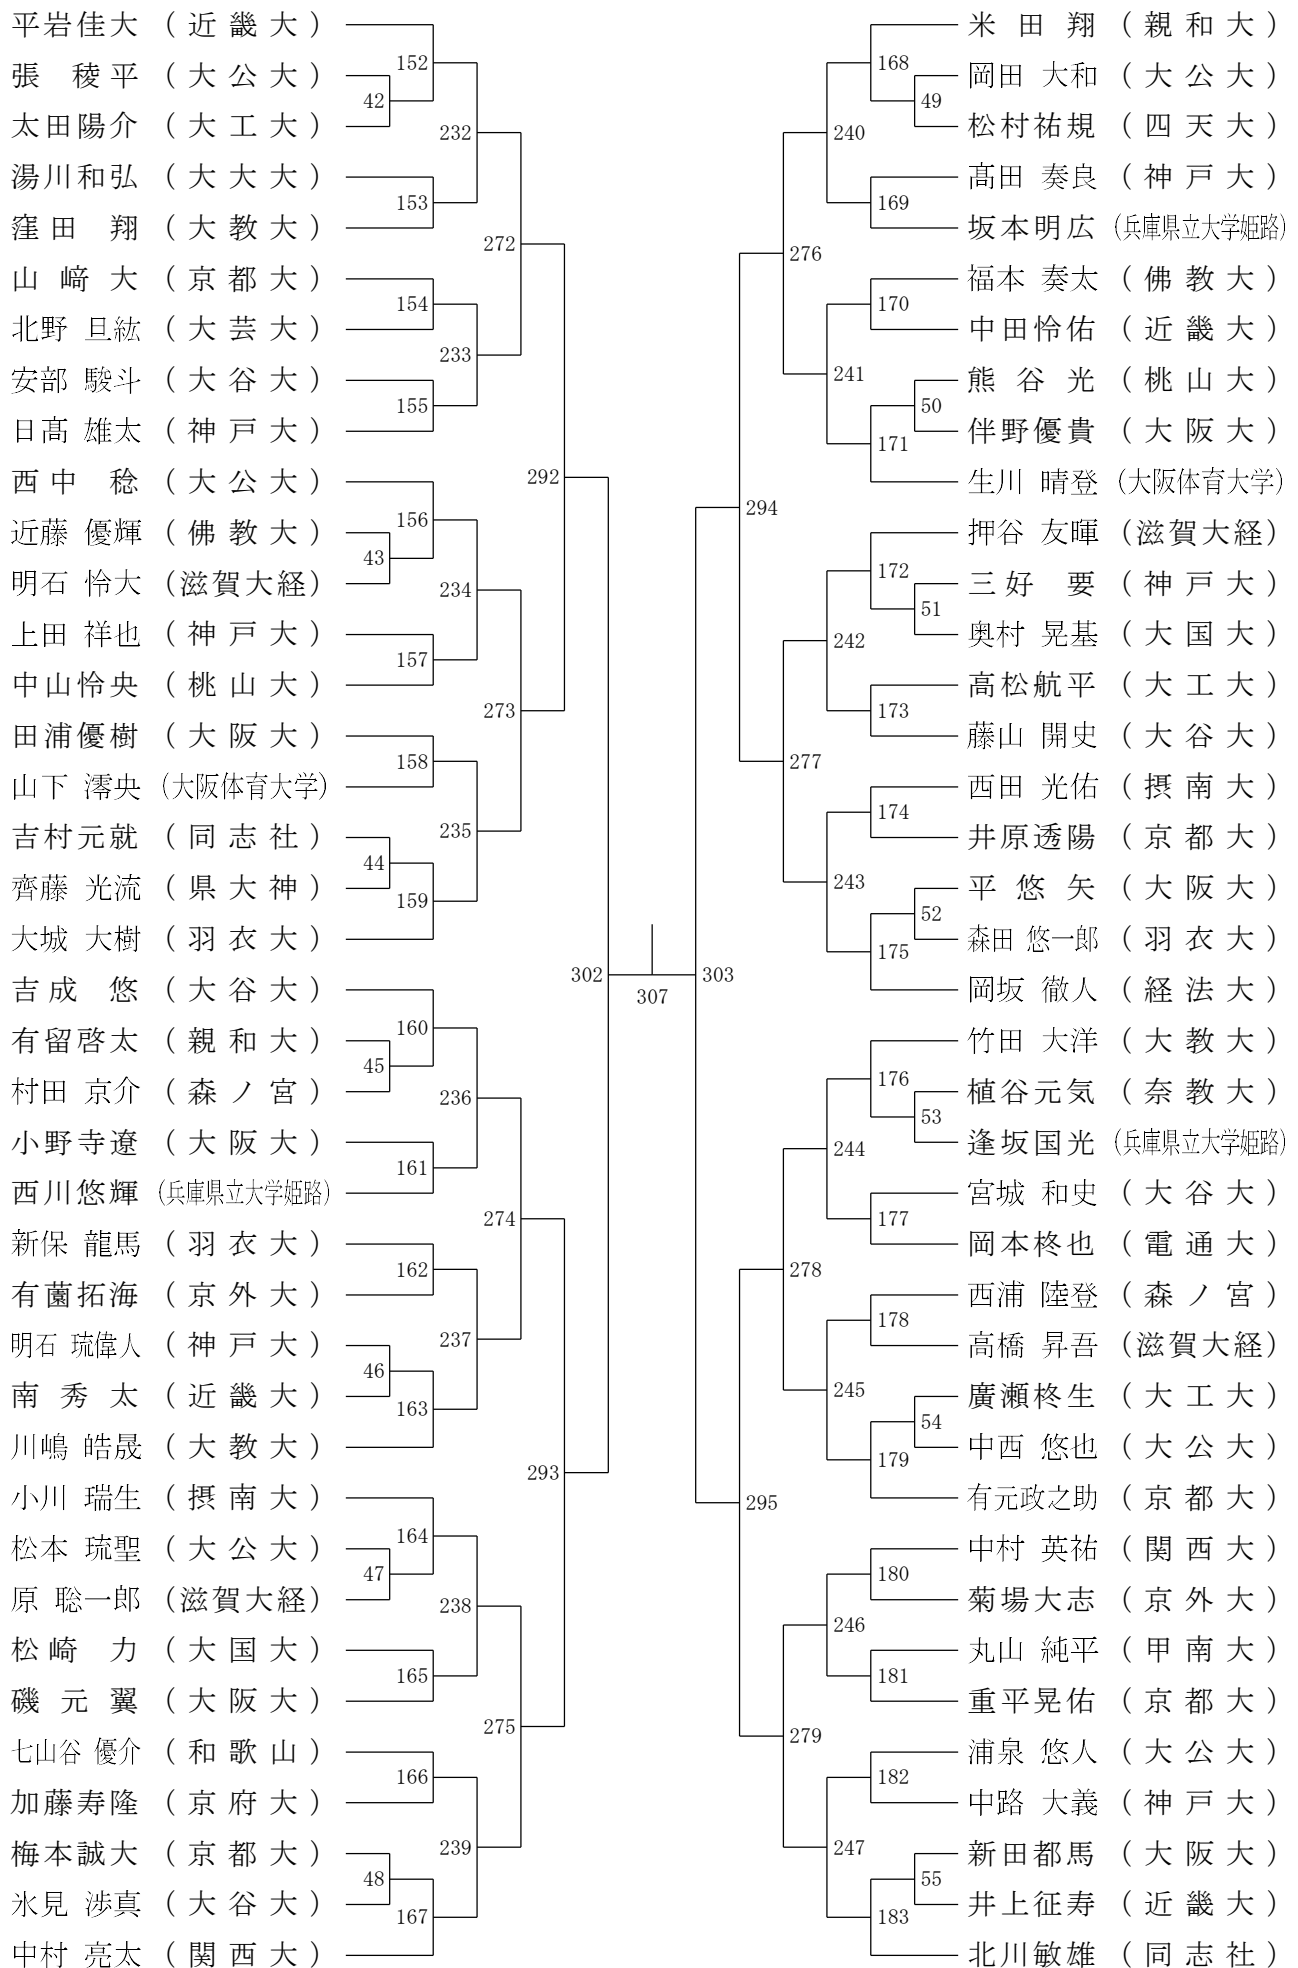 平岩佳大 (近畿大)
152
張 稜平 (大公大)
42
太田陽介 (大工大)
232
湯川和弘 (大大大)
153
窪田 翔 (大教大)
272
山﨑大 (京都大)
154
北野 旦紘 (大芸大)
233
安部 駿斗 (大谷大)
155
日髙 雄太 (神戸大)
292
西中 稔 (大公大)
156
近藤 優輝 (佛教大)
43
明石 怜大 (滋賀大経)
234
上田 祥也 (神戸大)
157
中山怜央 (桃山大)
273
田浦優樹 (大阪大)
158
山下 澪央 (大阪体育大学)
235
吉村元就 (同志社)
44
齊藤 光流 (県大神)
159
大城 大樹 (羽衣大)
302
吉成 悠 (大谷大)
160
有留啓太 (親和大)
45
村田 京介 (森ノ宮)
236
小野寺遼 (大阪大)
161
西川悠輝 (兵庫県立大学姫路)
274
新保 龍馬 (羽衣大)
162
有薗拓海 (京外大)
237
明石 琉偉人 (神戸大)
46
南秀太 (近畿大)
163
川嶋 皓晟 (大教大)
293
小川 瑞生 (摂南大)
164
松本 琉聖 (大公大)
47
原 聡一郎 (滋賀大経)
238
松崎 力 (大国大)
165
磯元翼 (大阪大)
275
七山谷 優介 (和歌山)
166
加藤寿隆 (京府大)
239
梅本誠大 (京都大)
48
氷見 渉真 (大谷大)
167
中村 亮太 (関西大)
307
米田翔 (親和大)
168
岡田 大和 (大公大)
49
松村祐規 (四天大)
240
髙田 奏良 (神戸大)
169
坂本明広 (兵庫県立大学姫路)
276
福本 奏太 (佛教大)
170
中田怜佑 (近畿大)
241
熊谷光 (桃山大)
50
伴野優貴 (大阪大)
171
生川 晴登 (大阪体育大学)
294
押谷 友暉 (滋賀大経)
172
三好 要 (神戸大)
51
奥村 晃基 (大国大)
242
高松航平 (大工大)
173
藤山 開史 (大谷大)
277
西田 光佑 (摂南大)
174
井原透陽 (京都大)
243
平悠矢 (大阪大)
52
森田 悠一郎 (羽衣大)
175
岡坂 徹人 (経法大)
303
竹田 大洋 (大教大)
176
植谷元気 (奈教大)
53
逢坂国光 (兵庫県立大学姫路)
244
宮城 和史 (大谷大)
177
岡本柊也 (電通大)
278
西浦 陸登 (森ノ宮)
178
高橋 昇吾 (滋賀大経)
245
廣瀬柊生 (大工大)
54
中西 悠也 (大公大)
179
有元政之助 (京都大)
295
中村 英祐 (関西大)
180
菊場大志 (京外大)
246
丸山 純平 (甲南大)
181
重平晃佑 (京都大)
279
浦泉 悠人 (大公大)
182
中路 大義 (神戸大)
247
新田都馬 (大阪大)
55
井上征寿 (近畿大)
183
北川敏雄 (同志社)